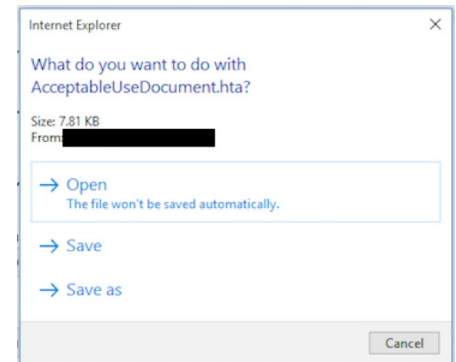 Internet Explorer
What do you want to do with
AcceptableUseDocument.hta?
Size: 7.81 KB
From:
Open
The file won't be saved automatically.
Save
Save as
Cancel